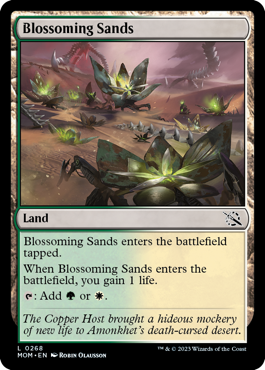 Blossoming Sands
Land
Blossoming Sands enters the battlefield
tapped.
When Blossoming Sands enters the
battlefield, you gain 1 life.
: Add or .
The Copper Host brought a hideous mockery
of new life to Amonkhet's death-cursed desert.
L 0268
MOM • EN ROBIN OLAUSSON
™ & © 2023 Wizards of the Coast